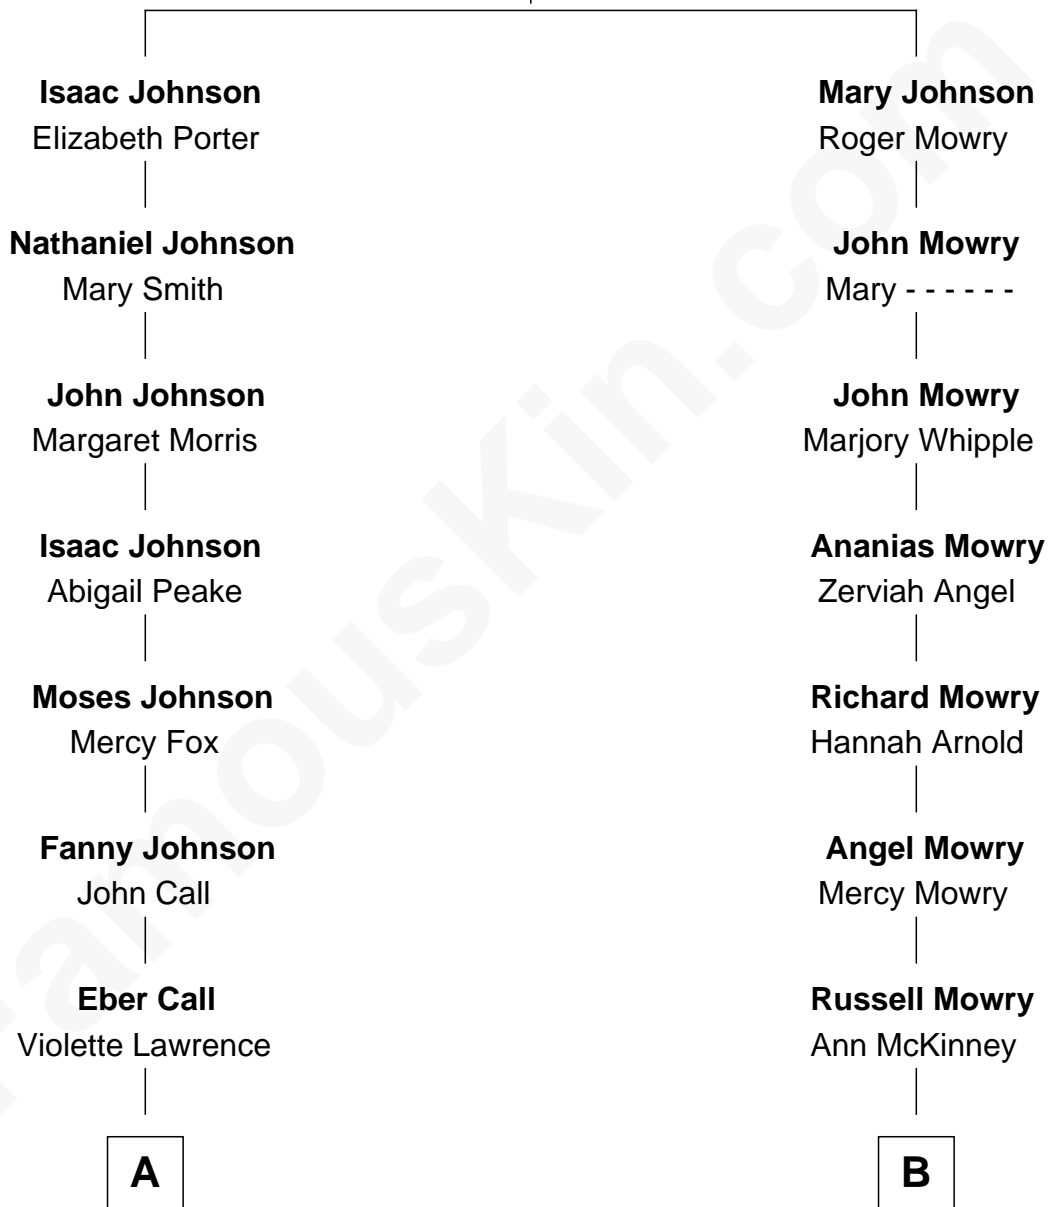 Isaac Johnson
Elizabeth Porter
Nathaniel Johnson
Mary Smith
John Johnson
Margaret Morris
Isaac Johnson
Abigail Peake
Moses Johnson
Mercy Fox
Fanny Johnson
John Call
Eber Call
Violette Lawrence
A
Mary Johnson
Roger Mowry
John Mowry
Mary - - - - - -
John Mowry
Marjory Whipple
Ananias Mowry
Zerviah Angel
Richard Mowry
Hannah Arnold
Angel Mowry
Mercy Mowry
Russell Mowry
Ann McKinney
B
FamousKin.com